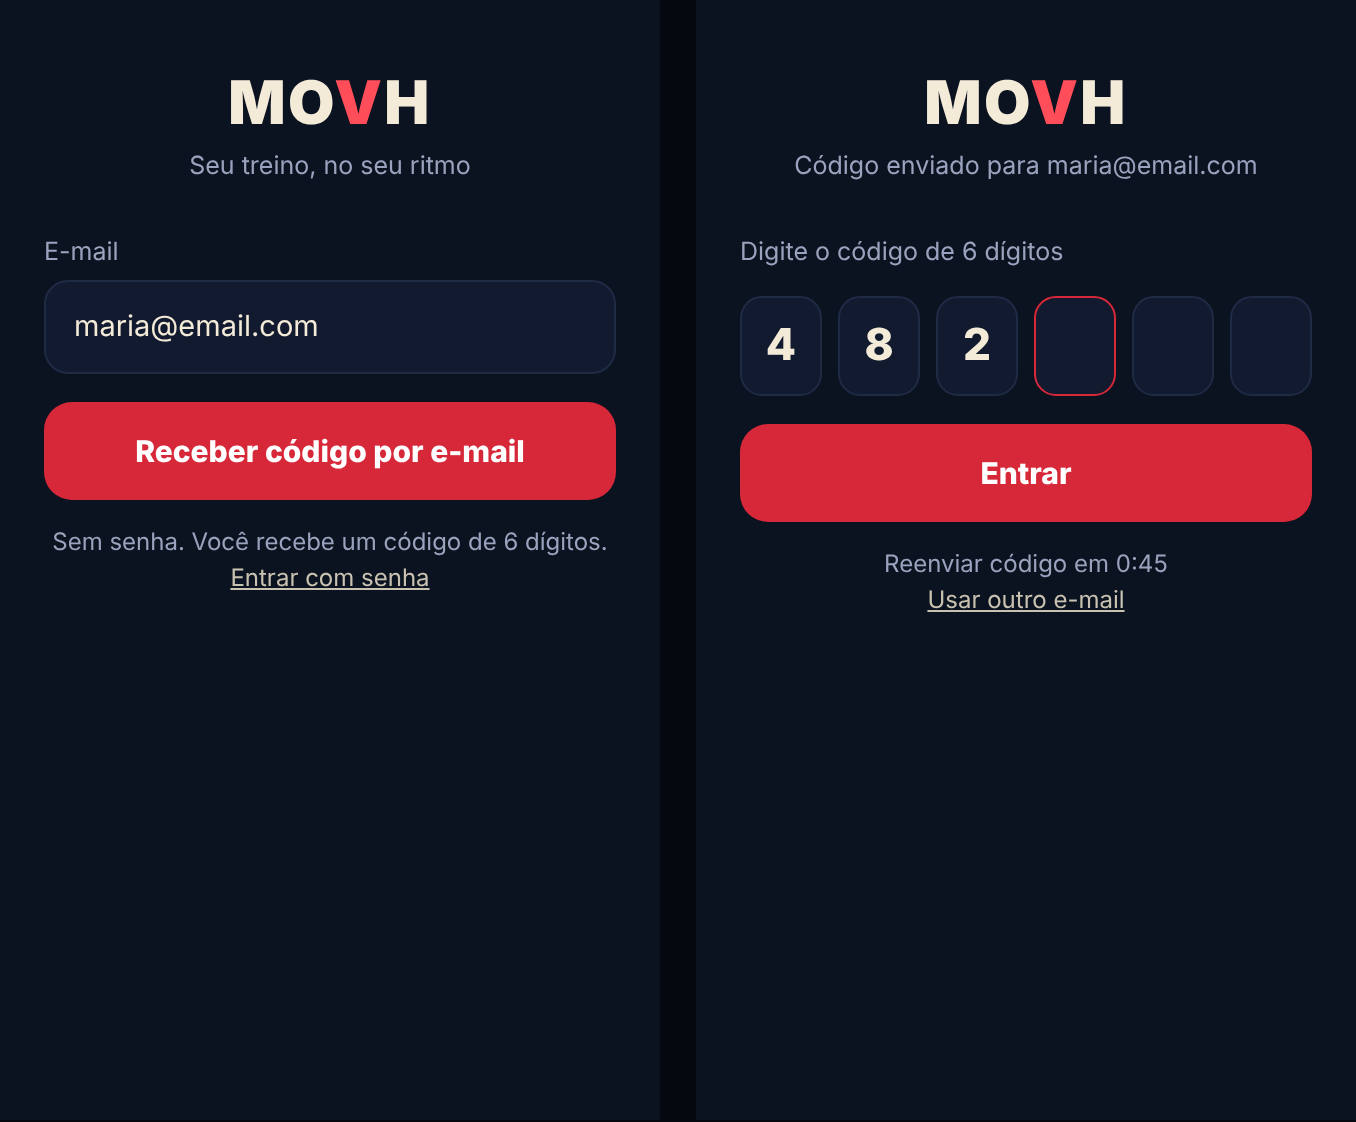 MOVH
Seu treino, no seu ritmo
E-mail
maria@email.com
Receber código por e-mail
Sem senha. Você recebe um código de 6 dígitos.
Entrar com senha
MOVH
Código enviado para maria@email.com
Digite o código de 6 dígitos
4 8 2
Entrar
Reenviar código em 0:45
Usar outro e-mail